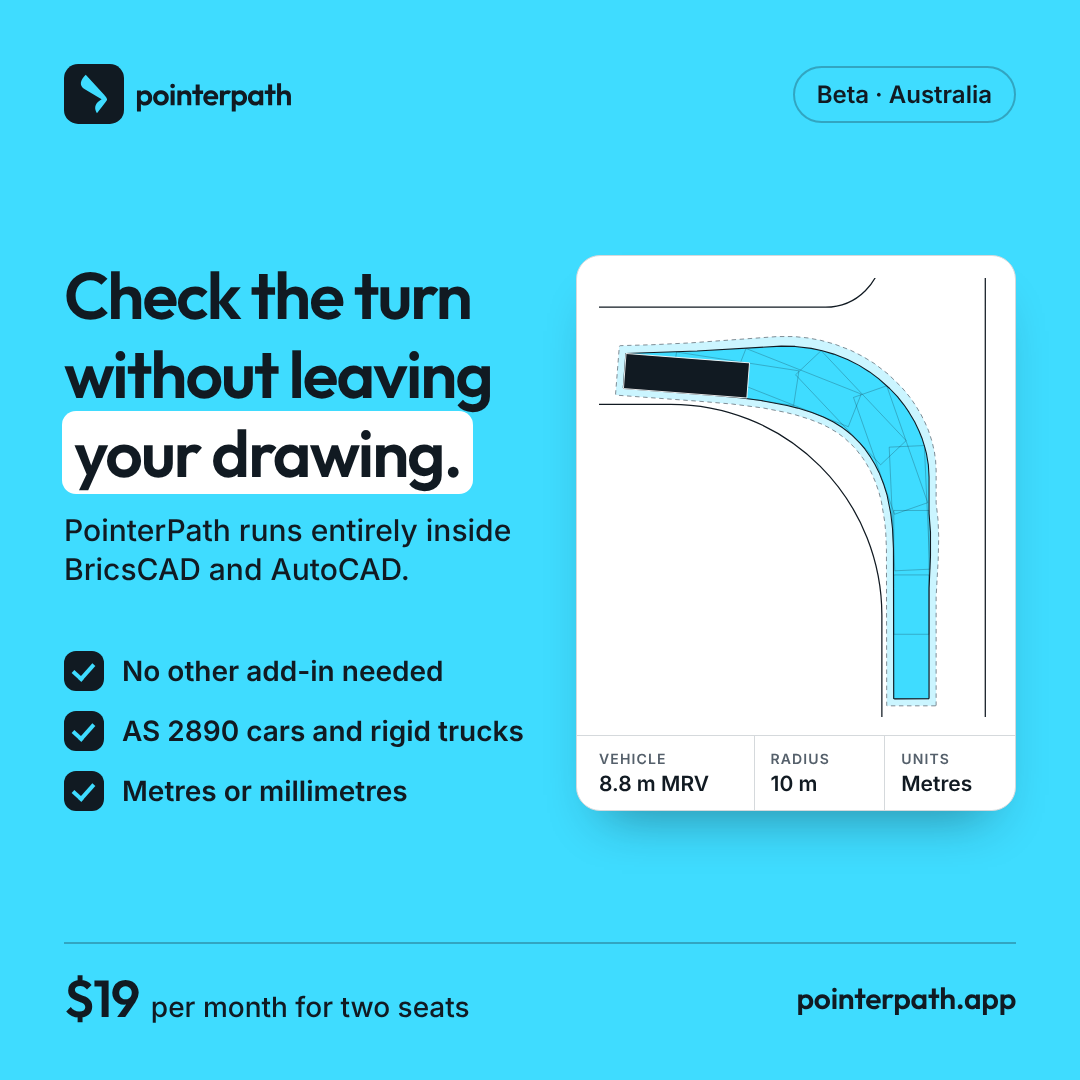 pointerpath
Beta · Australia
Check the turn
without leaving
your drawing.
PointerPath runs entirely inside
BricsCAD and AutoCAD.
No other add-in needed
AS 2890 cars and rigid trucks
Metres or millimetres
VEHICLE
8.8 m MRV
RADIUS
10 m
UNITS
Metres
$19 per month for two seats
pointerpath.app